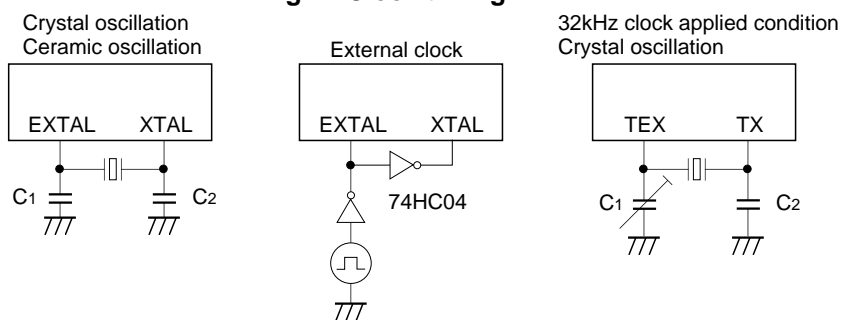 Crystal oscillation
Ceramic oscillation
EXTAL XTAL
C1
C2
External clock
EXTAL XTAL
74HC04
32kHz clock applied condition
Crystal oscillation
TEX TX
C1
C2